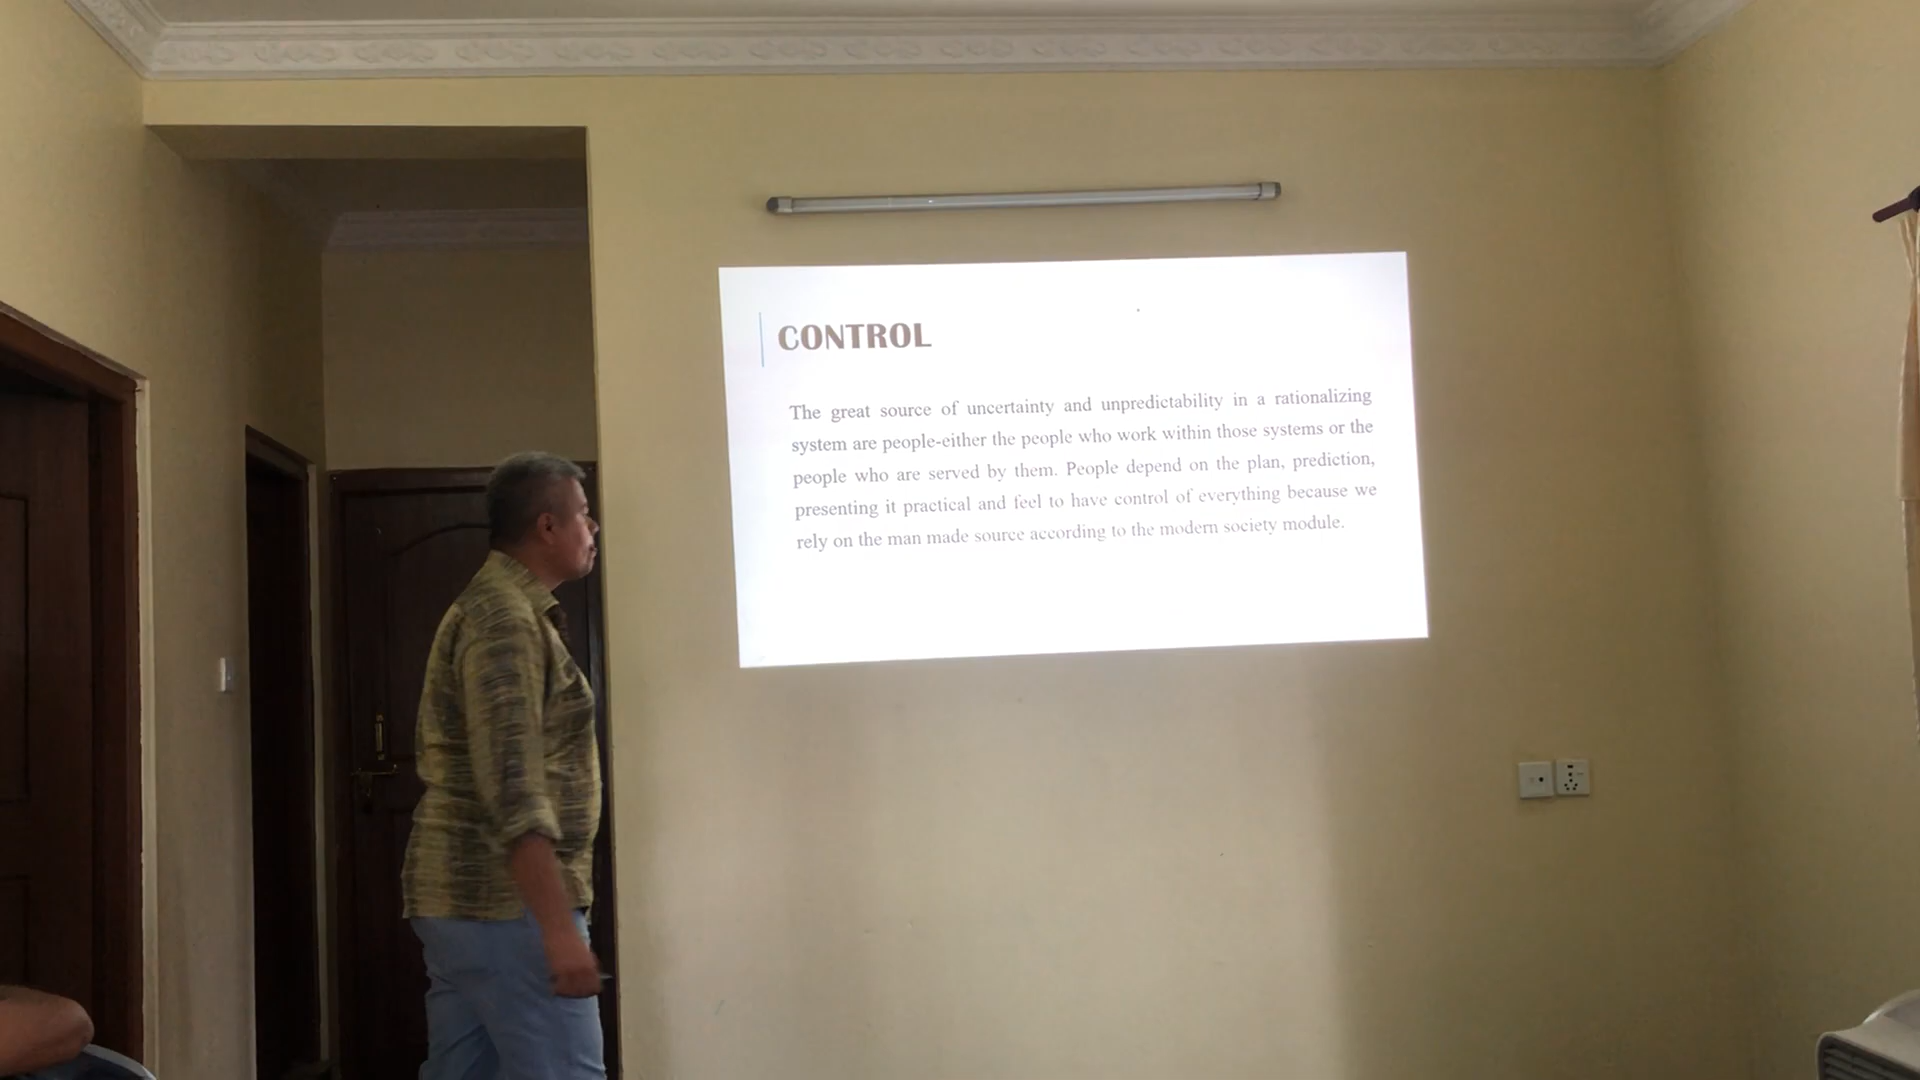 CONTROL
The great source of uncertainty and unpredictability in a rationalizing
system are people-either the people who work within those systems or the
people who are served by them. People depend on the plan, prediction,
presenting it practical and feel to have control of everything because we
rely on the man made source according to the modern society module.